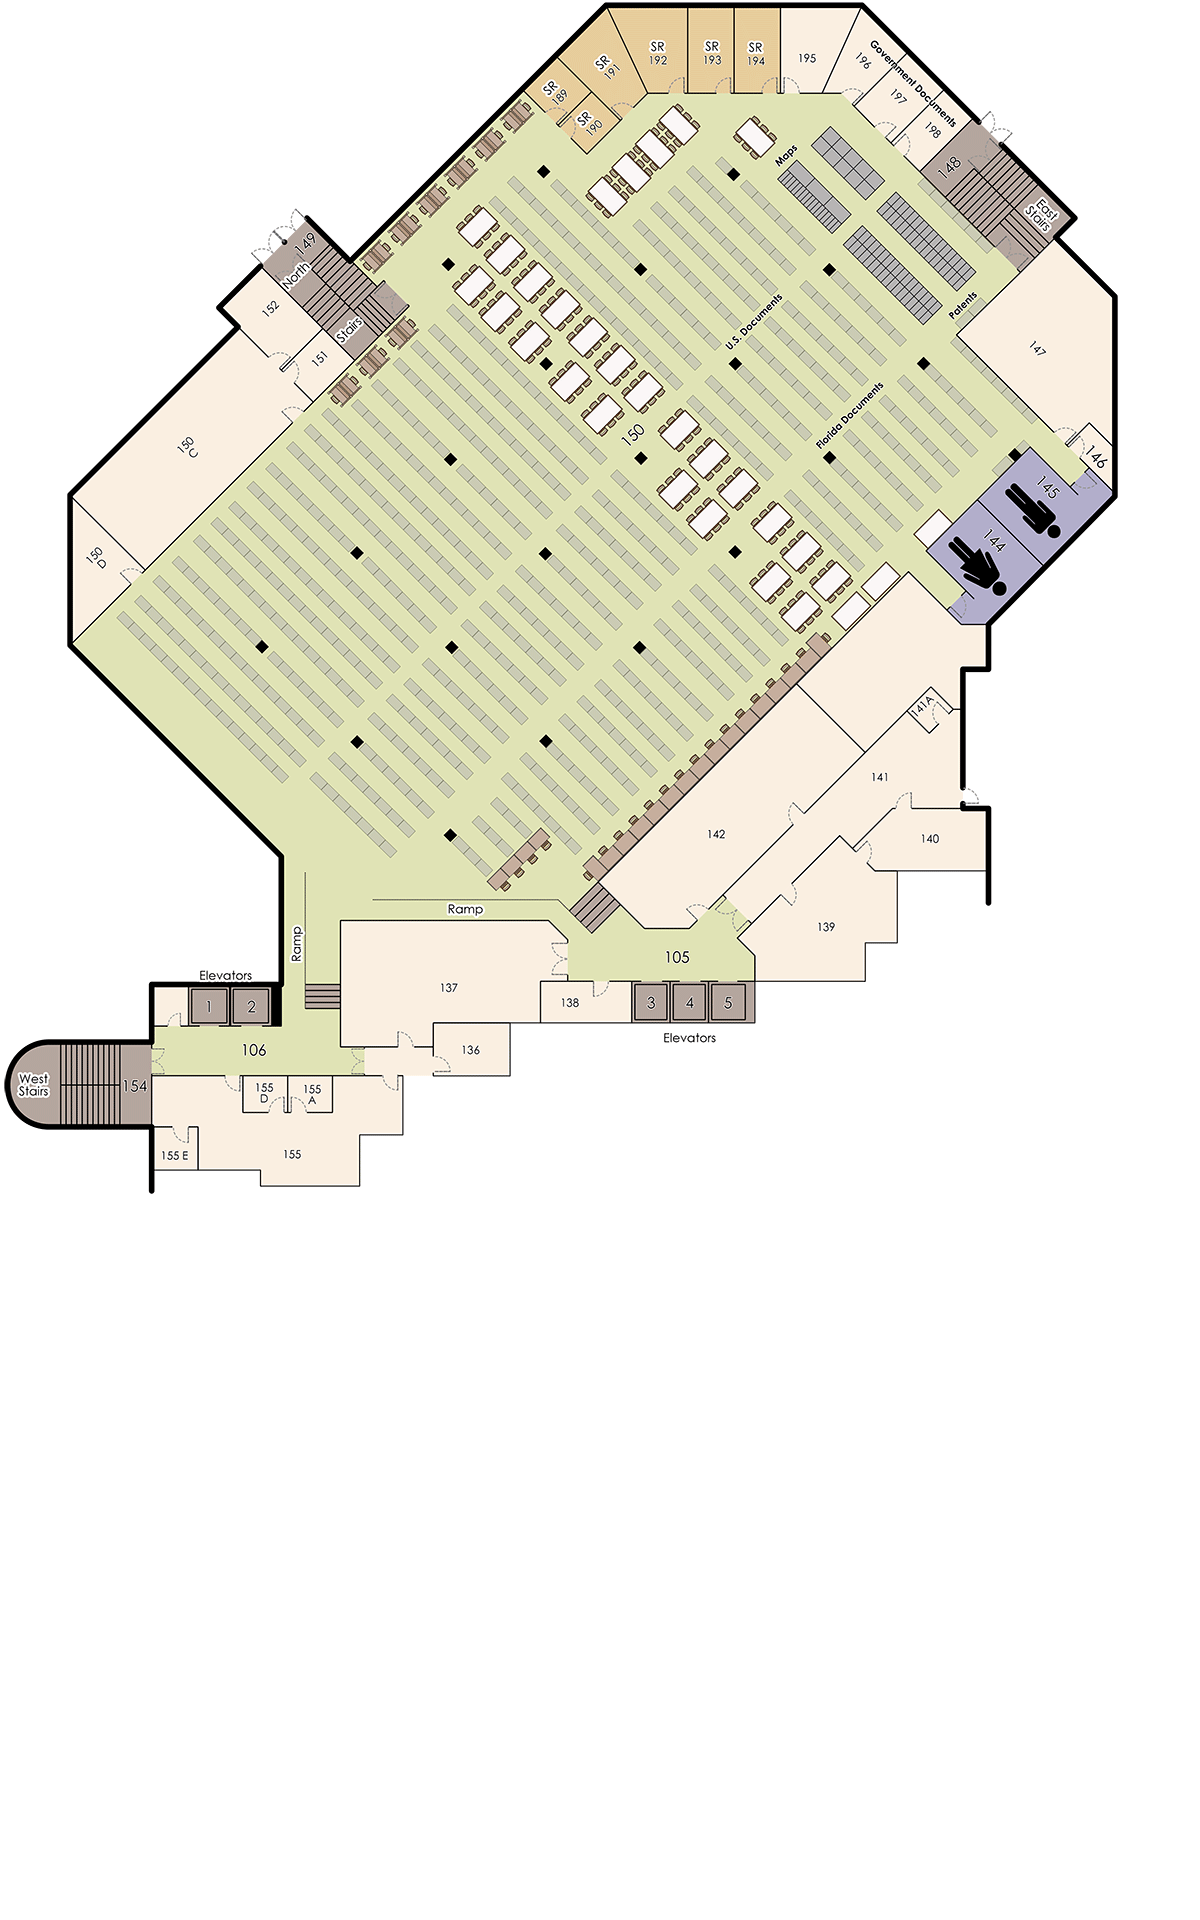 SR
192
SR
193
SR
194
195
196
Government Documents
197
198
SR
191
SR
189
SR
190
148
East
Stairs
Maps
149
North
Stairs
152
151
U.S. Documents
Patents
147
Florida Documents
150
150
C
146
145
144
150
D
141A
141
142
140
139
Ramp
Ramp
105
137
138
Elevators
1
2
3
4
5
Elevators
106
136
West
Stairs
154
155
D
155
A
155 E
155